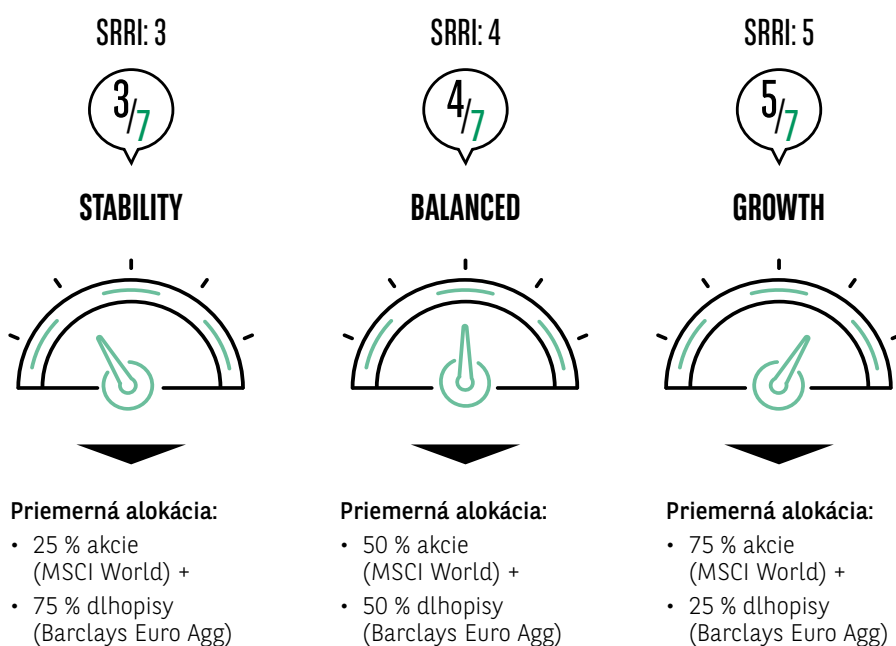 SRRI: 3
3/7
STABILITY
Priemerná alokácia:
• 25 % akcie
(MSCI World) +
• 75 % dlhopisy
(Barclays Euro Agg)
SRRI: 4
4/7
BALANCED
Priemerná alokácia:
• 50 % akcie
(MSCI World) +
• 50 % dlhopisy
(Barclays Euro Agg)
SRRI: 5
5/7
GROWTH
Priemerná alokácia:
• 75 % akcie
(MSCI World) +
• 25 % dlhopisy
(Barclays Euro Agg)